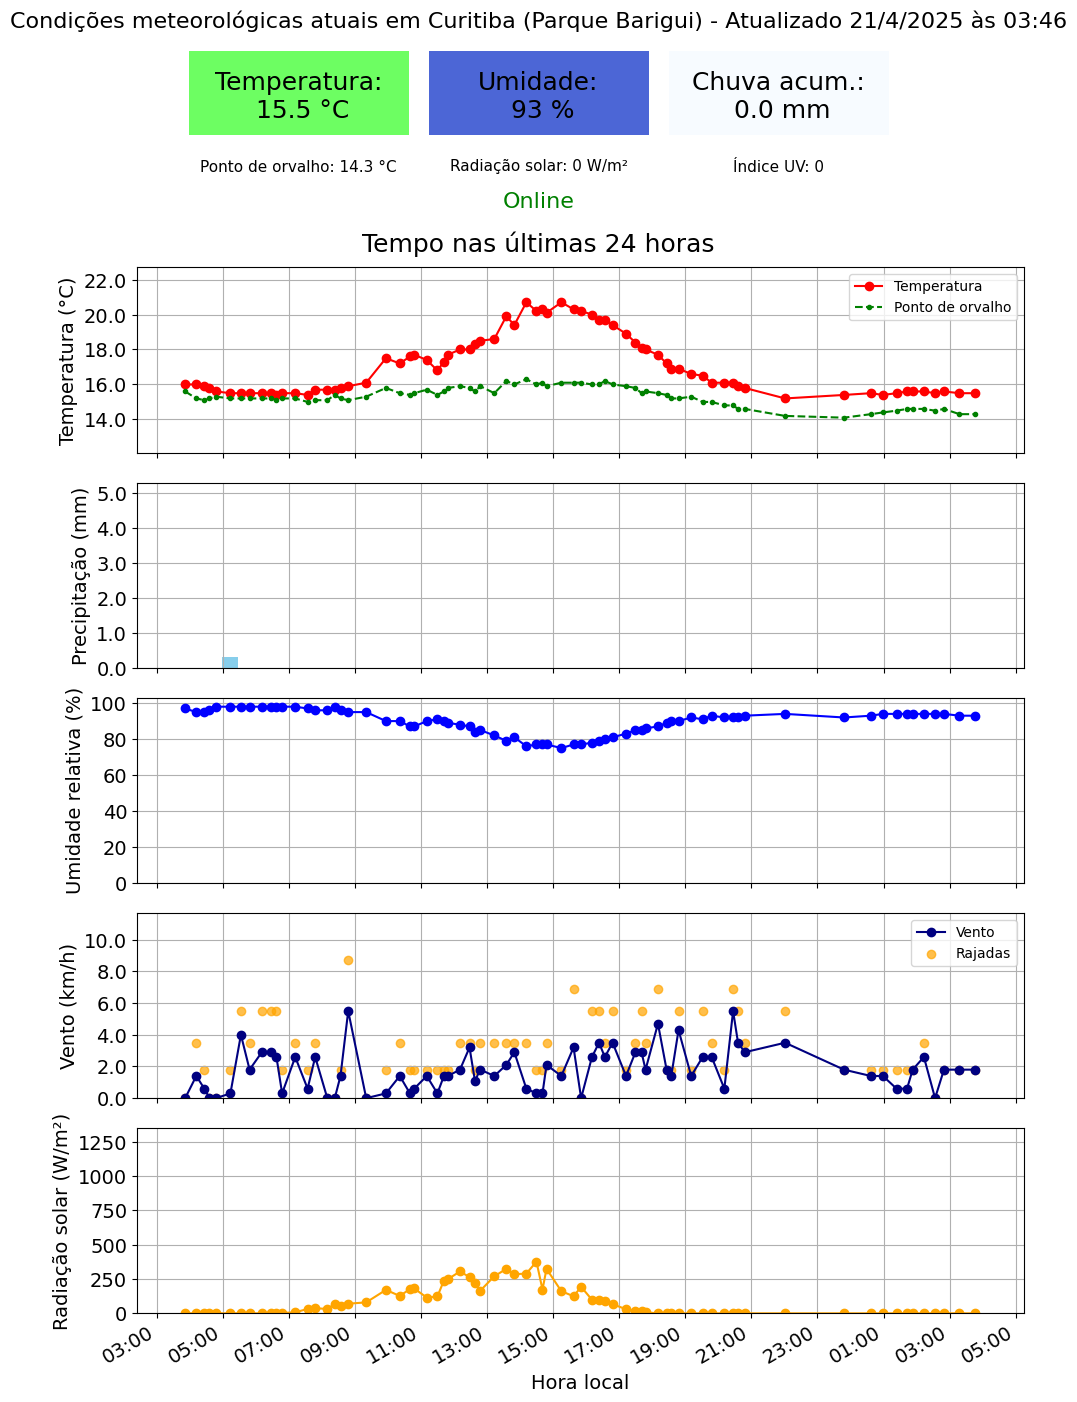 Condições meteorológicas atuais em Curitiba (Parque Barigui) - Atualizado 21/4/2025 às 03:46
Temperatura:
15.5 °C
Umidade:
93 %
Chuva acum.:
0.0 mm
Ponto de orvalho: 14.3 °C
Radiação solar: 0 W/m²
Índice UV: 0
Online
Tempo nas últimas 24 horas
Temperatura (°C)
22.0
20.0
18.0
16.0
14.0
Temperatura
Ponto de orvalho
Precipitação (mm)
5.0
4.0
3.0
2.0
1.0
0.0
Umidade relativa (%)
100
80
60
40
20
0
Vento (km/h)
10.0
8.0
6.0
4.0
2.0
0.0
Vento
Rajadas
Radiação solar (W/m²)
1250
1000
750
500
250
0
03:00
05:00
07:00
09:00
11:00
13:00
15:00
17:00
19:00
21:00
23:00
01:00
03:00
05:00
Hora local